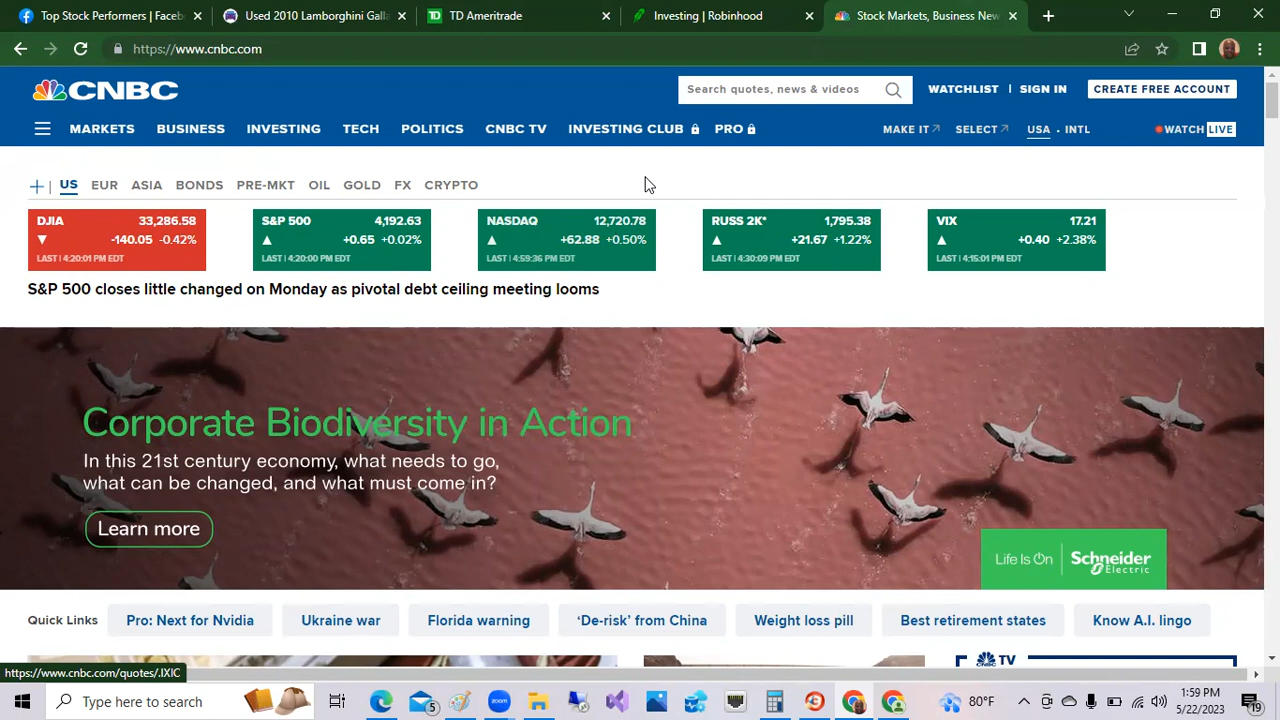 Top Stock Performers | Faceb
Used 2010 Lamborghini Galla
TD TD Ameritrade
Investing | Robinhood
Stock Markets, Business New
https://www.cnbc.com
CNBC
Search quotes, news & videos
WATCHLIST | SIGN IN
CREATE FREE ACCOUNT
MARKETS BUSINESS INVESTING TECH POLITICS CNBC TV INVESTING CLUB PRO
MAKE IT SELECT USA • INTL
WATCH LIVE
+ | US EUR ASIA BONDS PRE-MKT OIL GOLD FX CRYPTO
DJIA 33,286.58
▼ -140.05 -0.42%
LAST | 4:20:01 PM EDT
S&P 500 4,192.63
▲ +0.65 +0.02%
LAST | 4:20:00 PM EDT
NASDAQ 12,720.78
▲ +62.88 +0.50%
LAST | 4:59:36 PM EDT
RUSS 2K* 1,795.38
▲ +21.67 +1.22%
LAST | 4:30:09 PM EDT
VIX 17.21
▲ +0.40 +2.38%
LAST | 4:15:01 PM EDT
S&P 500 closes little changed on Monday as pivotal debt ceiling meeting looms
Corporate Biodiversity in Action
In this 21st century economy, what needs to go,
what can be changed, and what must come in?
Learn more
Life Is On | Schneider
Electric
Quick Links Pro: Next for Nvidia Ukraine war Florida warning ‘De-risk’ from China Weight loss pill Best retirement states Know A.I. lingo
https://www.cnbc.com/quotes/.IXIC
TV
Type here to search
5
zoom
80°F
1:59 PM
5/22/2023
19